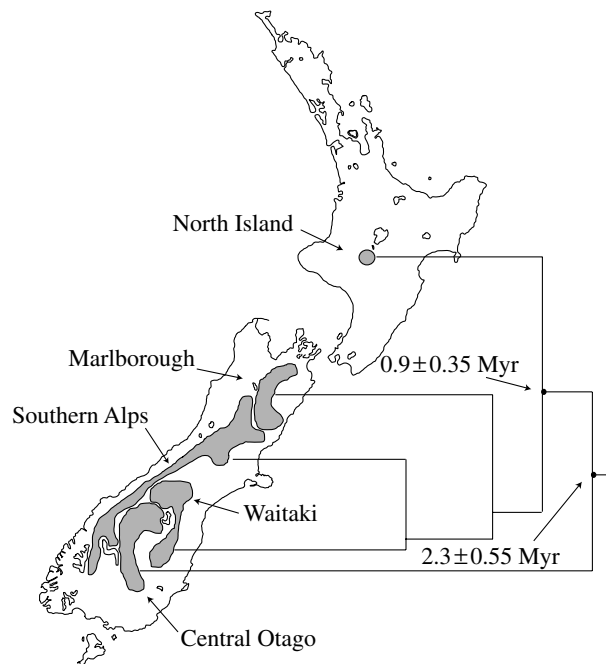 North Island
Marlborough
0.9±0.35 Myr
Southern Alps
Waitaki
2.3±0.55 Myr
Central Otago